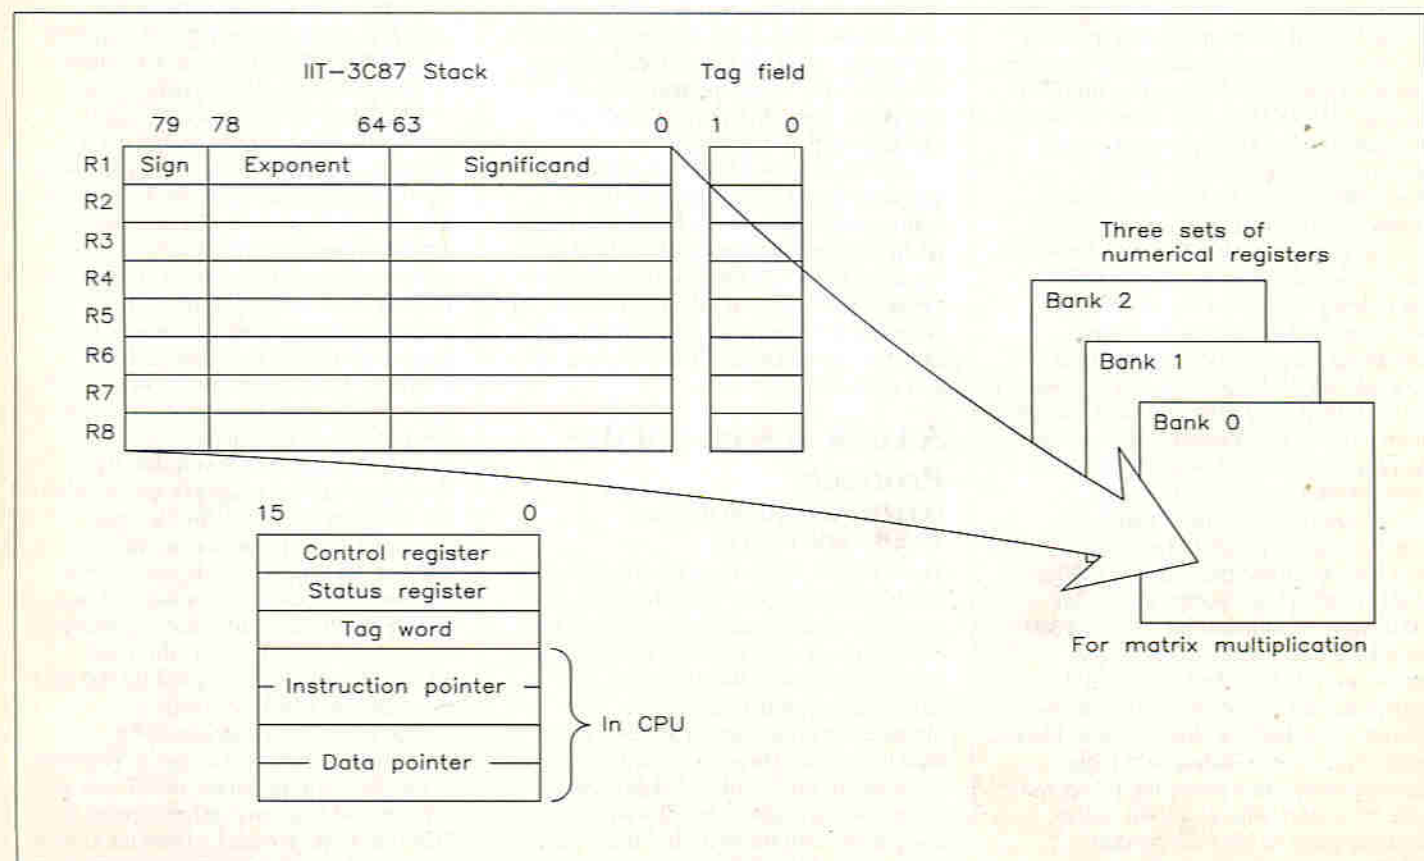 IIT-3C87 Stack
Tag field
79 78 64 63 0 1 0
R1 Sign Exponent Significand
R2
R3
R4
R5
R6
R7
R8
Three sets of
numerical registers
Bank 2
Bank 1
Bank 0
For matrix multiplication
15 0
Control register
Status register
Tag word
Instruction pointer
Data pointer
In CPU